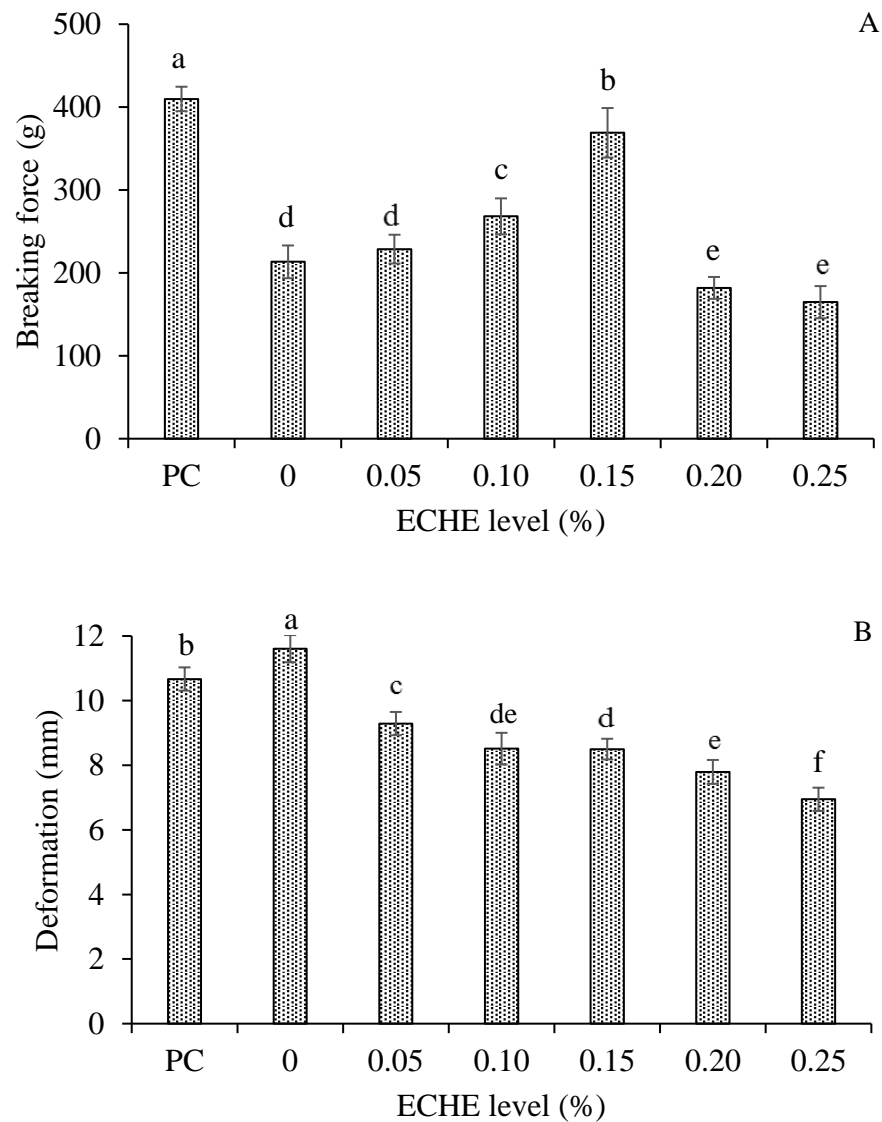 A
500
400
300
200
100
0
Breaking force (g)
a
d
d
c
b
e
e
PC 0 0.05 0.10 0.15 0.20 0.25
ECHE level (%)
B
12
10
8
6
4
2
0
Deformation (mm)
b
a
c
de
d
e
f
PC 0 0.05 0.10 0.15 0.20 0.25
ECHE level (%)